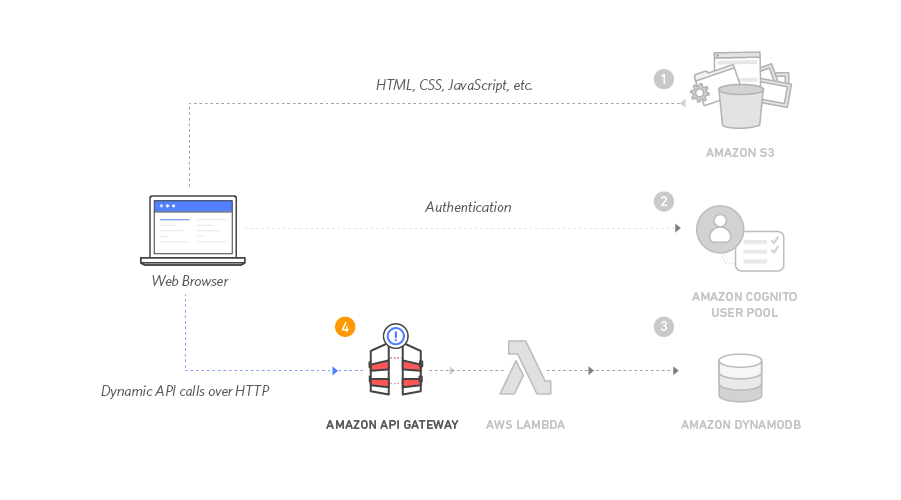 1
HTML, CSS, JavaScript, etc.
AMAZON S3
2
Authentication
Web Browser
AMAZON COGNITO
USER POOL
4
3
Dynamic API calls over HTTP
AMAZON API GATEWAY
AWS LAMBDA
AMAZON DYNAMODB